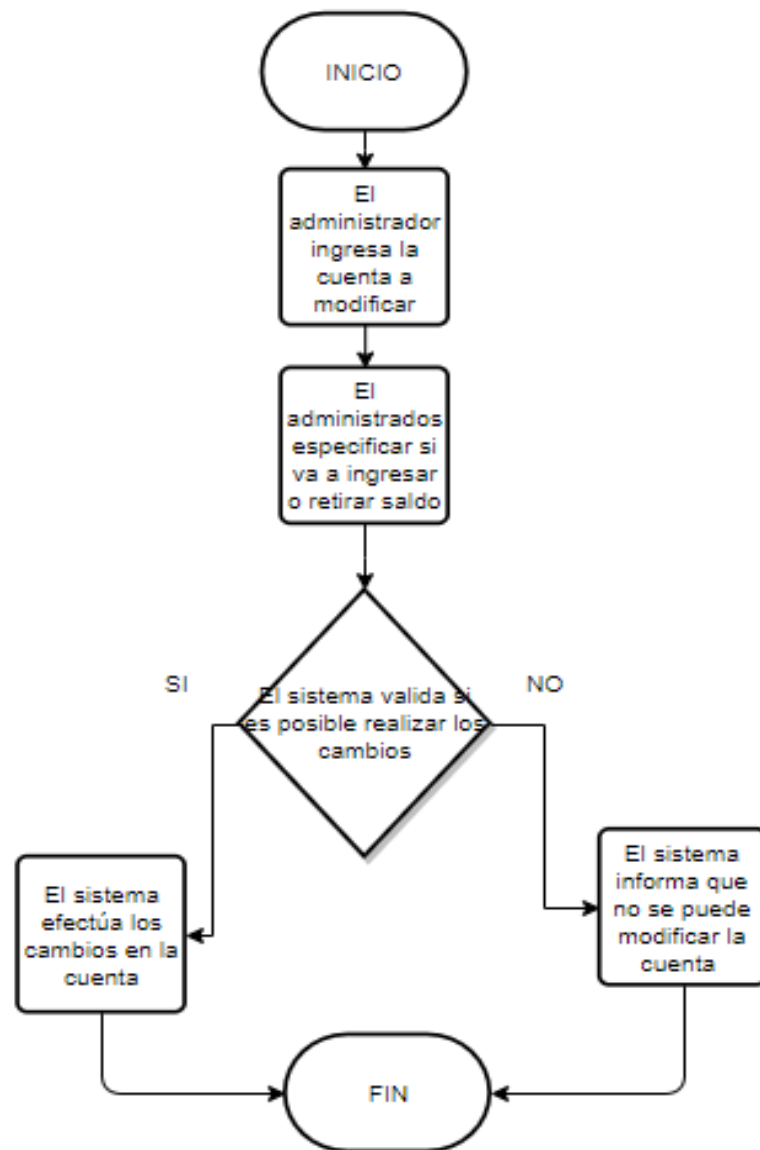 INICIO
El
administrador
ingresa la
cuenta a
modificar
El
administrados
especificar si
va a ingresar
o retirar saldo
SI
NO
El sistema valida si
es posible realizar los
cambios
El sistema
efectúa los
cambios en la
cuenta
El sistema
informa que
no se puede
modificar la
cuenta
FIN